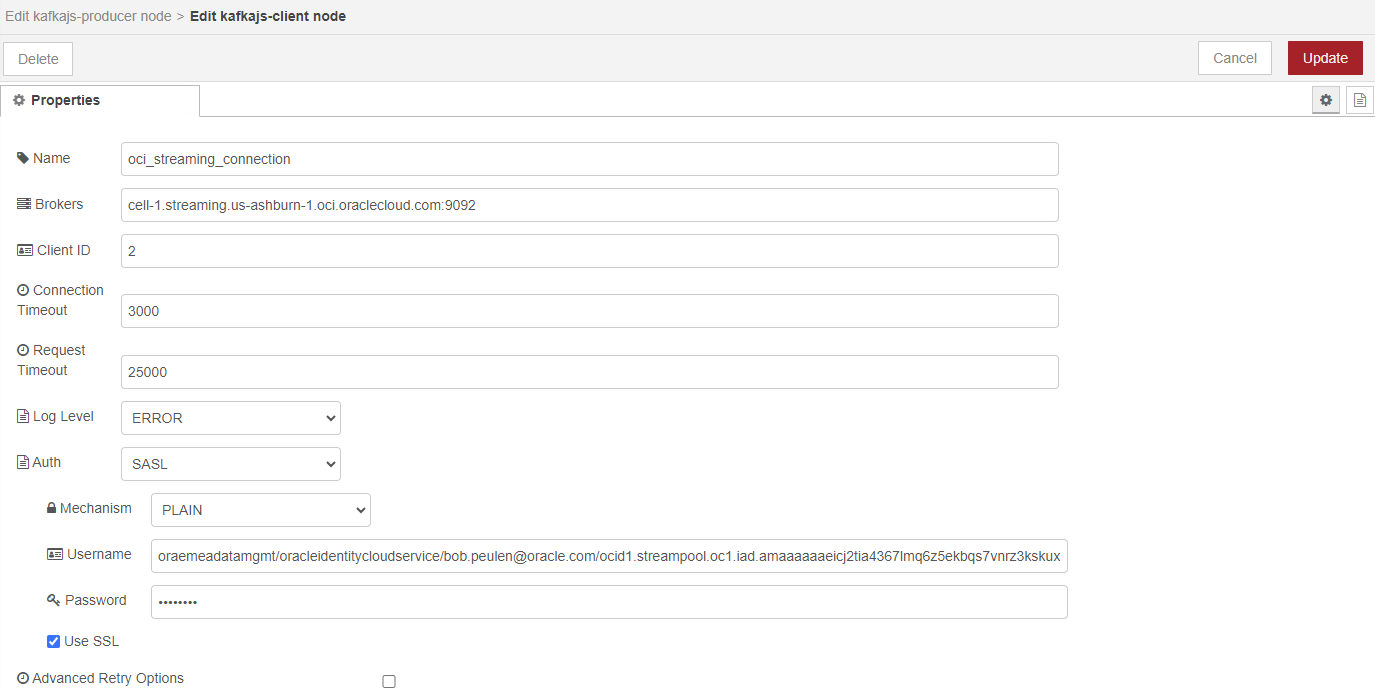 Edit kafkajs-producer node > Edit kafkajs-client node
Delete
Cancel
Update
Properties
Name
oci_streaming_connection
Brokers
cell-1.streaming.us-ashburn-1.oci.oraclecloud.com:9092
Client ID
2
Connection
Timeout
3000
Request
Timeout
25000
Log Level
ERROR
Auth
SASL
Mechanism
PLAIN
Username
oraemeadatamgmt/oracleidentitycloudservice/bob.peulen@oracle.com/ocid1.streampool.oc1.iad.amaaaaaaeicj2tia4367lmq6z5ekbqs7vnrz3kskux
Password
••••••••
Use SSL
Advanced Retry Options